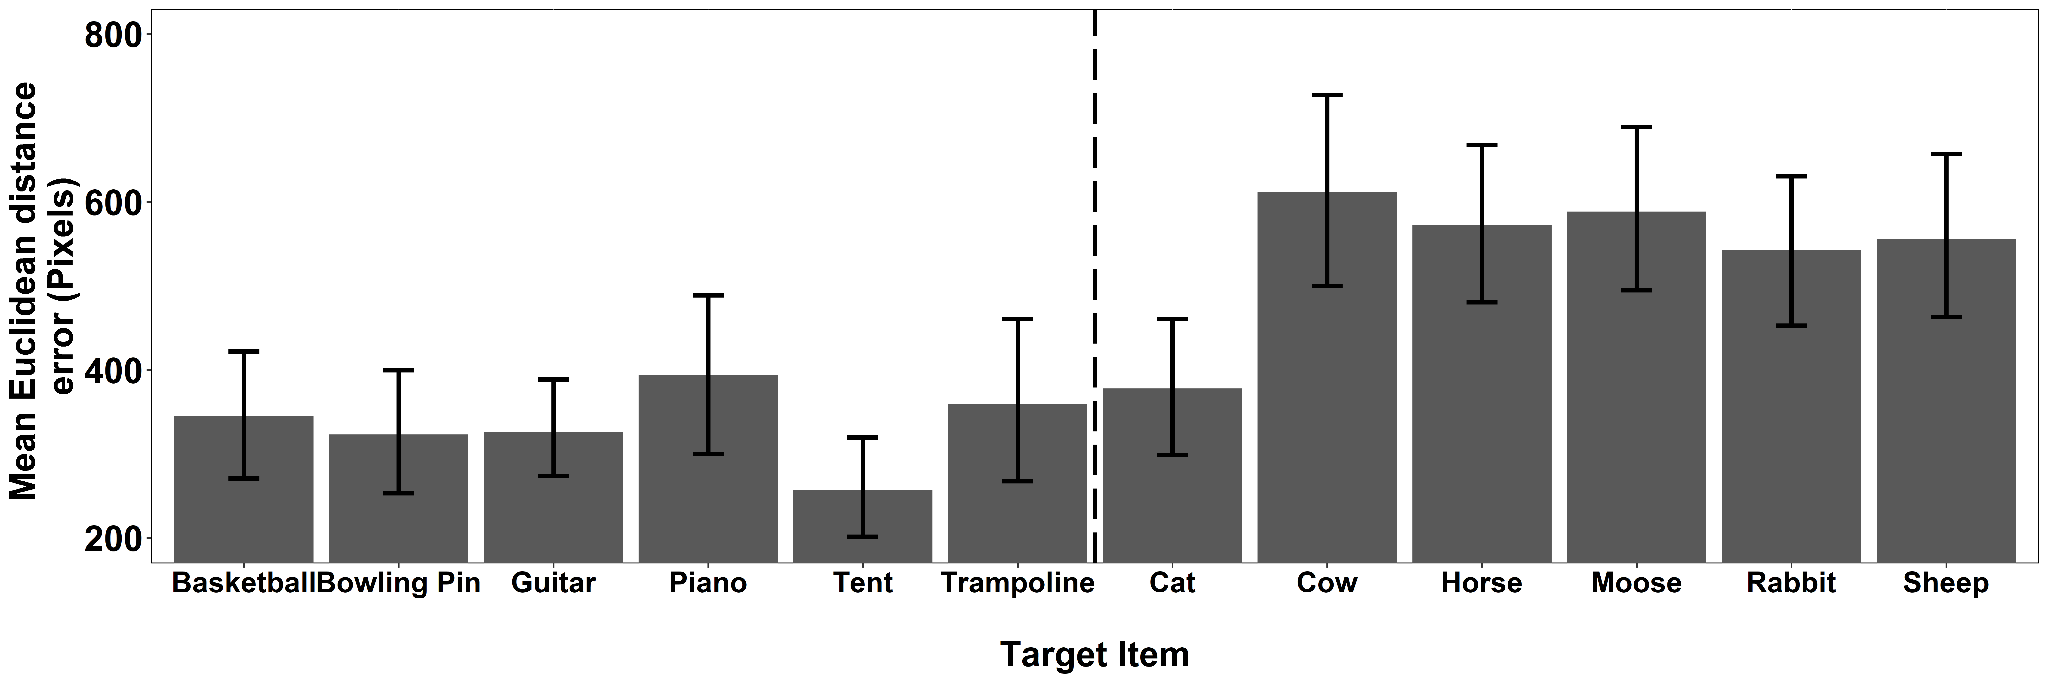 Mean Euclidean distance
error (Pixels)
800
600
400
200
Basketball Bowling Pin Guitar Piano Tent Trampoline Cat Cow Horse Moose Rabbit Sheep
Target Item